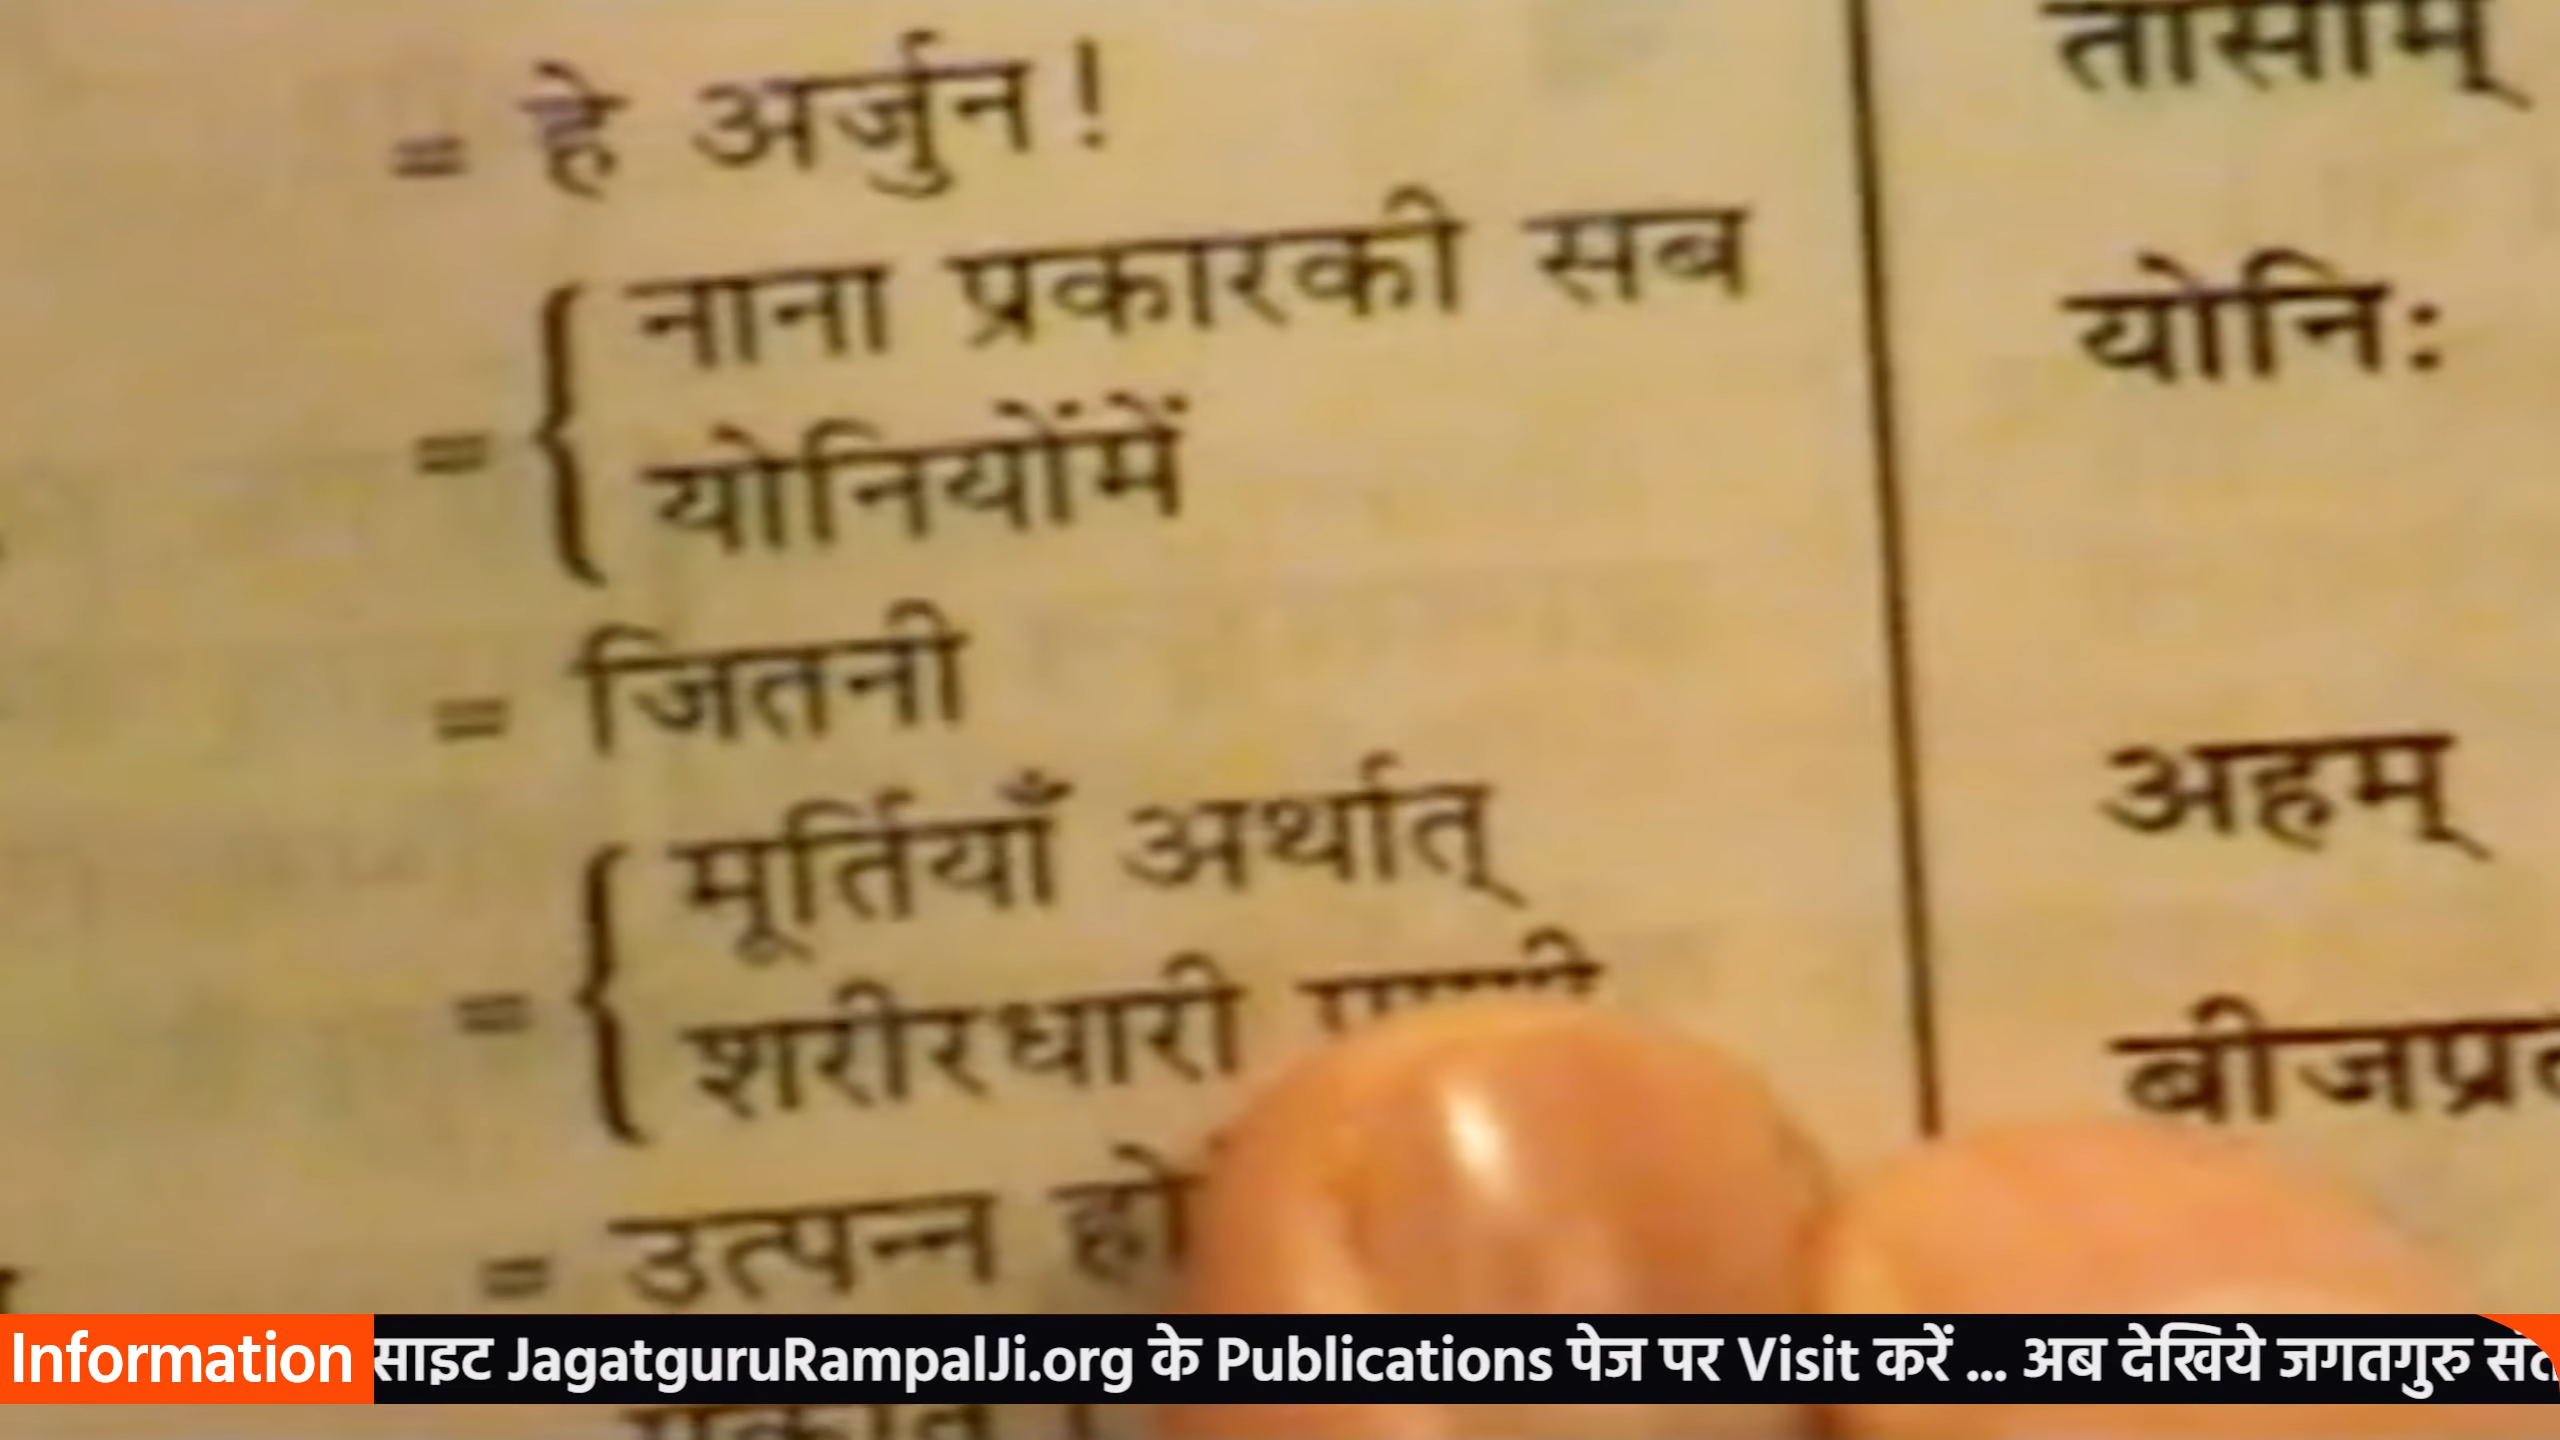 = हे अर्जुन!
= { नाना प्रकारकी सब
योनियोंमें
= जितनी
= { मूर्तियाँ अर्थात्
शरीरधारी
= उत्पन्न
तासाम्
योनिः
अहम्
Information साइट JagatguruRampalJi.org के Publications पेज पर Visit करें ... अब देखिये जगतगुरु